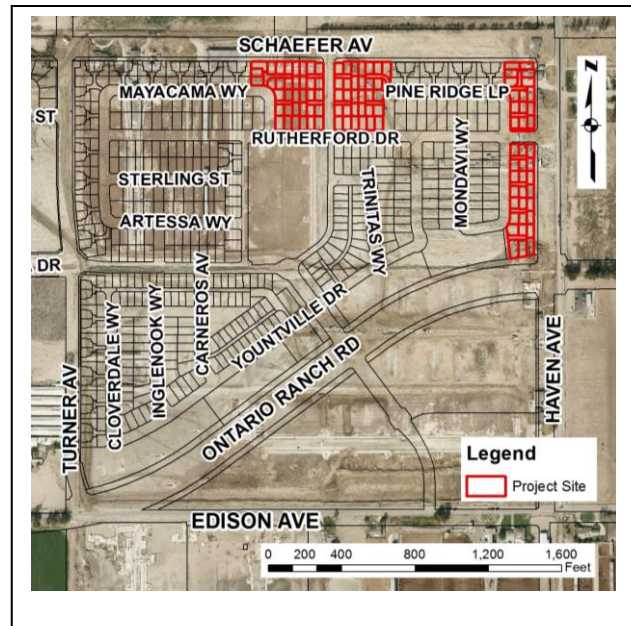 SCHAEFER AV
MAYACAMA WY
PINE RIDGE LP
ST
RUTHERFORD DR
STERLING ST
MONDAVI WY
TRINITAS WY
ARTESSA WY
CARNEROS AV
DR
YOUNTVILLE DR
INGLENOOK WY
CLOVERDALE WY
ONTARIO RANCH RD
HAVEN AVE
TURNER AV
EDISON AVE
Z
Legend
Project Site
0 200 400 800 1,200 1,600
Feet